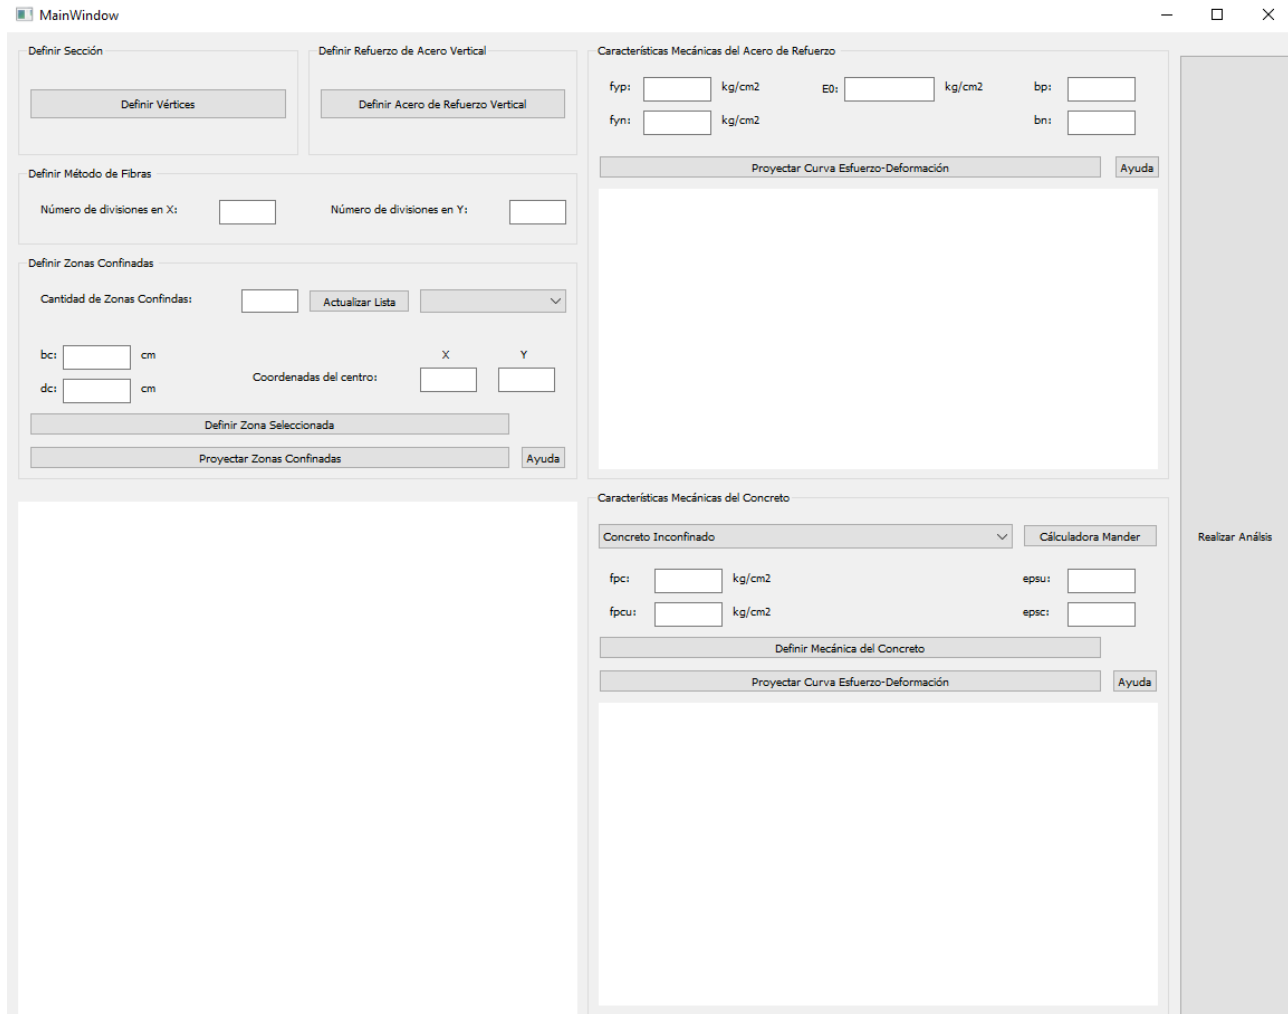 MainWindow
Definir Sección
Definir Vértices
Definir Refuerzo de Acero Vertical
Definir Acero de Refuerzo Vertical
Definir Método de Fibras
Número de divisiones en X:
Número de divisiones en Y:
Definir Zonas Confinadas
Cantidad de Zonas Confindas:
Actualizar Lista
bc:
cm
dc:
cm
Coordenadas del centro:
X
Y
Definir Zona Seleccionada
Proyectar Zonas Confinadas
Ayuda
Características Mecánicas del Acero de Refuerzo
fyp:
kg/cm2
E0:
kg/cm2
bp:
fyn:
kg/cm2
bn:
Proyectar Curva Esfuerzo-Deformación
Ayuda
Características Mecánicas del Concreto
Concreto Inconfinado
Cálculadora Mander
fpc:
kg/cm2
epsu:
fpcu:
kg/cm2
epsc:
Definir Mecánica del Concreto
Proyectar Curva Esfuerzo-Deformación
Ayuda
Realizar Análsis